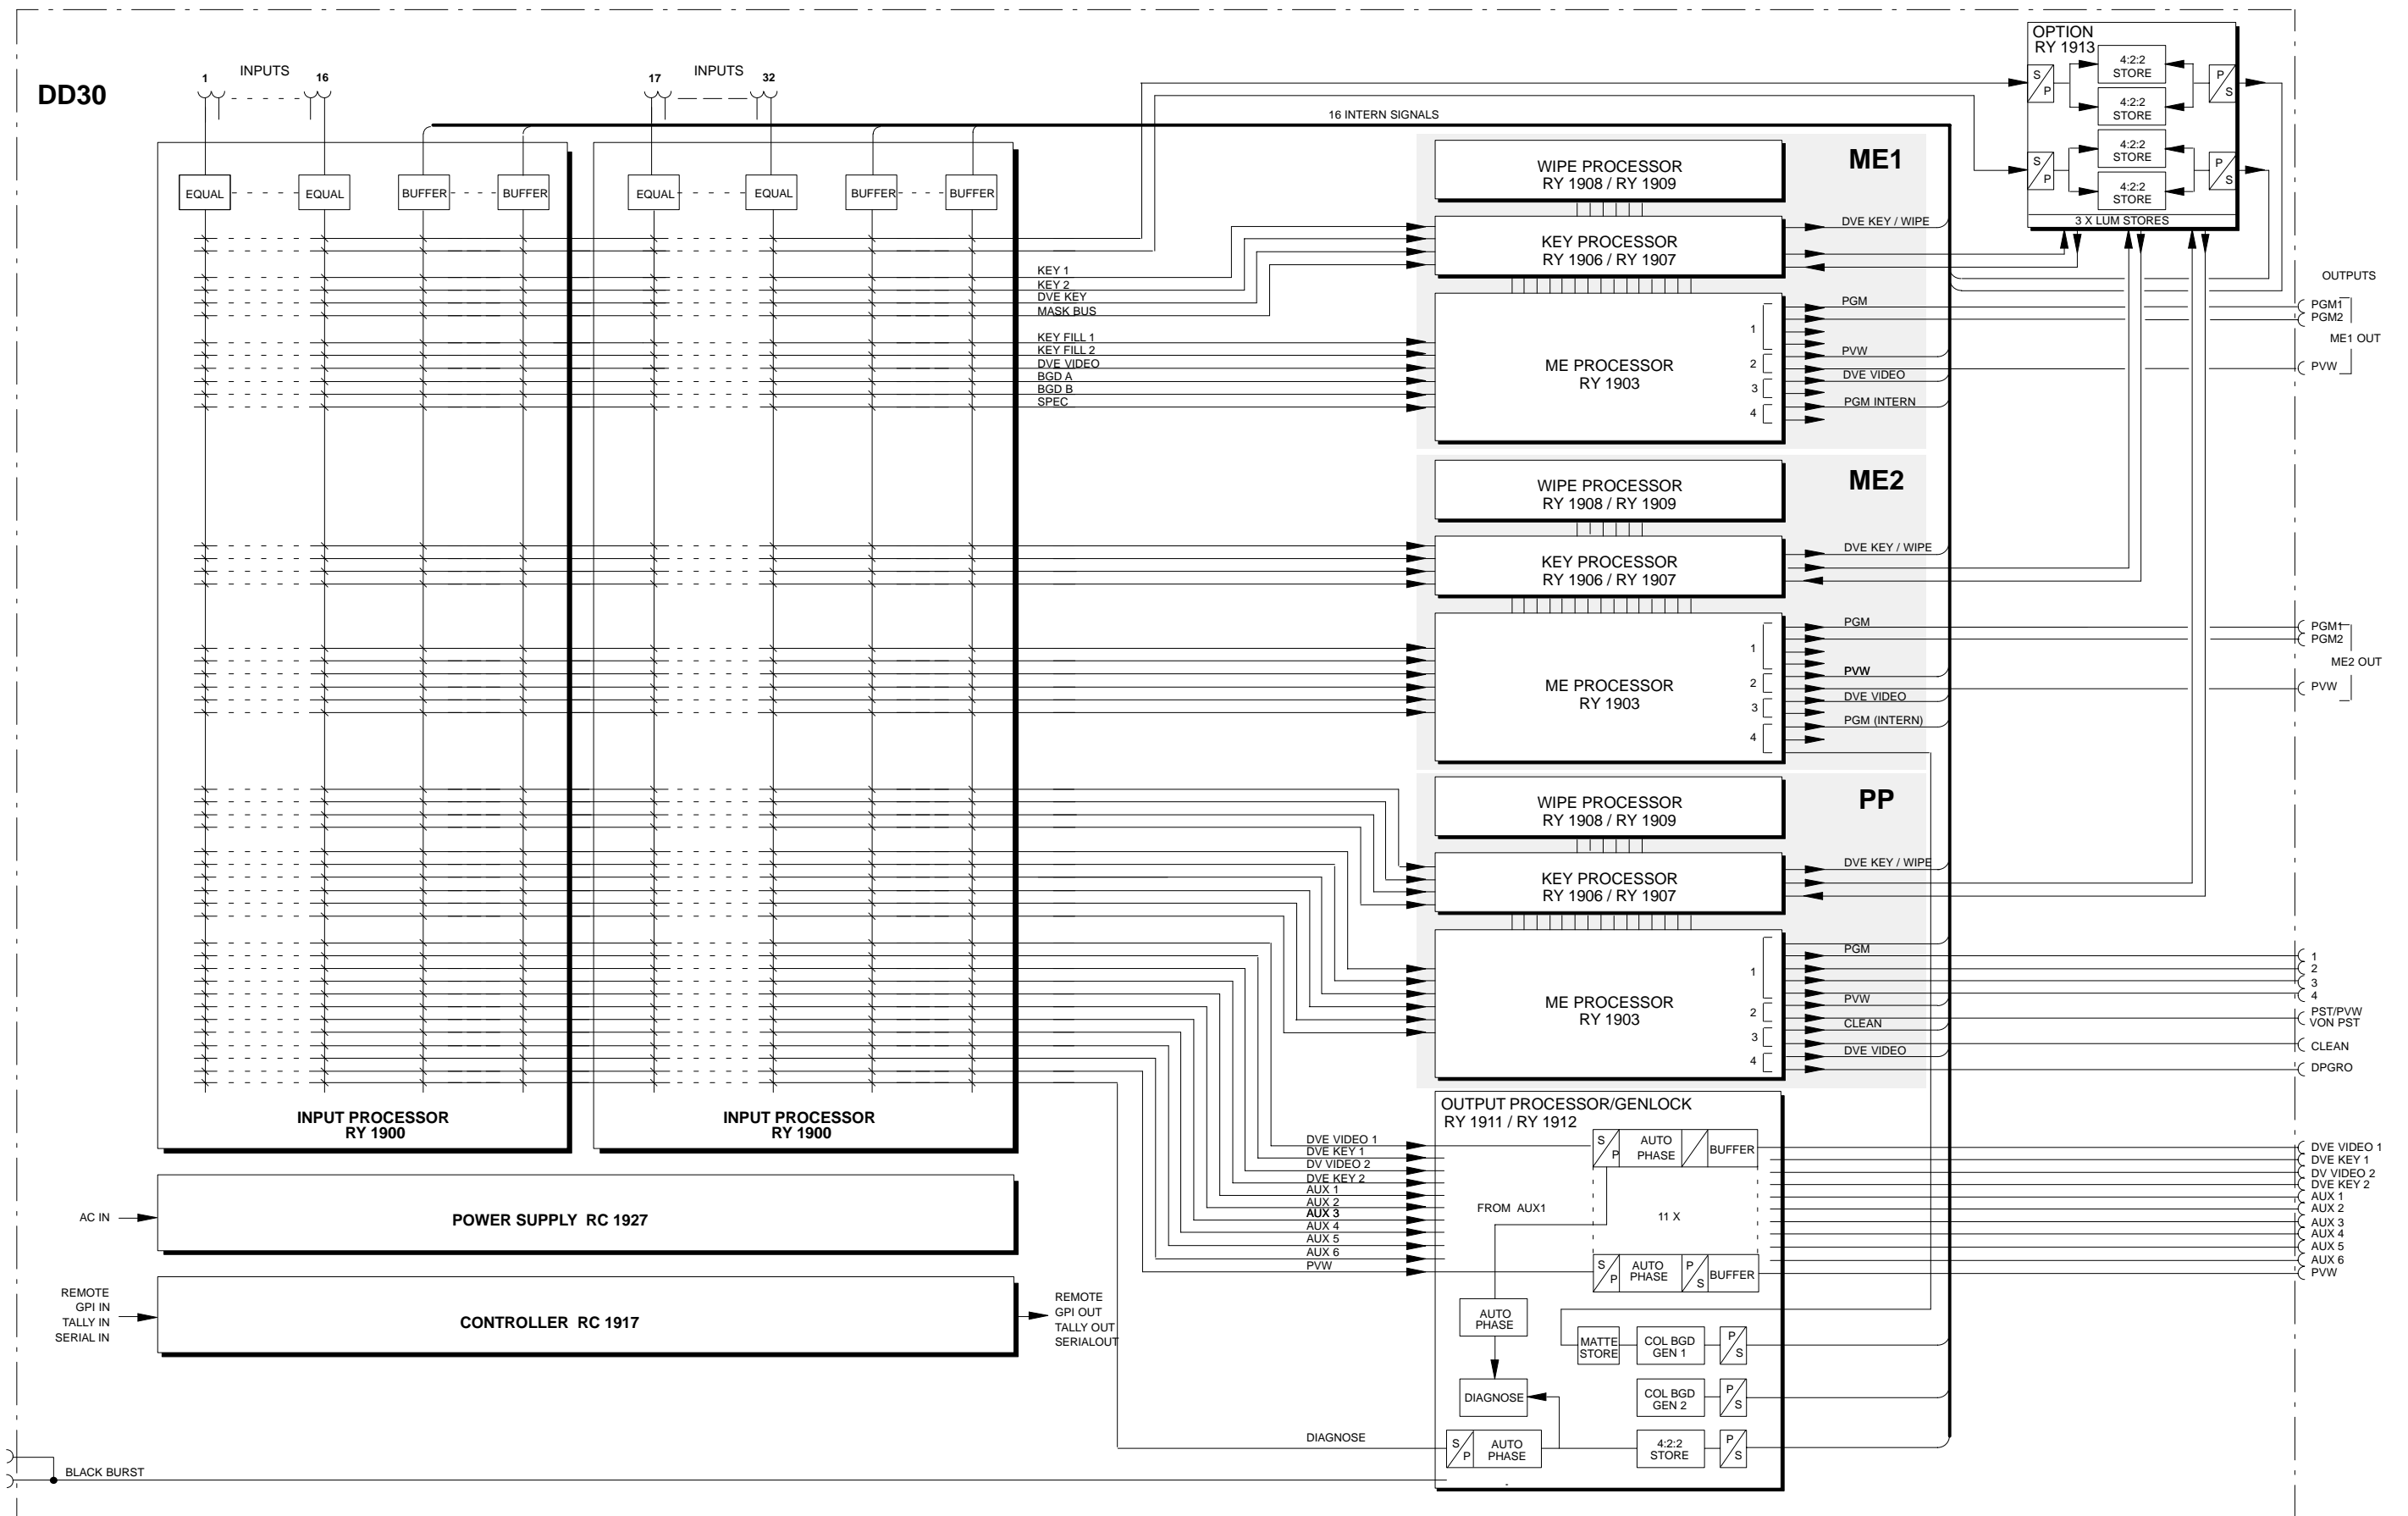 DD30
1
INPUTS
16
17
INPUTS
32
16 INTERN SIGNALS
EQUAL
EQUAL
BUFFER
BUFFER
EQUAL
EQUAL
BUFFER
BUFFER
KEY 1
KEY 2
DVE KEY
MASK BUS
KEY FILL 1
KEY FILL 2
DVE VIDEO
BGD A
BGD B
SPEC
INPUT PROCESSOR
RY 1900
INPUT PROCESSOR
RY 1900
AC IN
POWER SUPPLY RC 1927
REMOTE
GPI IN
TALLY IN
SERIAL IN
CONTROLLER RC 1917
REMOTE
GPI OUT
TALLY OUT
SERIALOUT
BLACK BURST
ME1
WIPE PROCESSOR
RY 1908 / RY 1909
KEY PROCESSOR
RY 1906 / RY 1907
DVE KEY / WIPE
ME PROCESSOR
RY 1903
1
2
3
4
PGM
PVW
DVE VIDEO
PGM INTERN
ME2
WIPE PROCESSOR
RY 1908 / RY 1909
KEY PROCESSOR
RY 1906 / RY 1907
DVE KEY / WIPE
ME PROCESSOR
RY 1903
1
2
3
4
PGM
PVW
DVE VIDEO
PGM (INTERN)
PP
WIPE PROCESSOR
RY 1908 / RY 1909
KEY PROCESSOR
RY 1906 / RY 1907
DVE KEY / WIPE
ME PROCESSOR
RY 1903
1
2
3
4
PGM
PVW
CLEAN
DVE VIDEO
OUTPUT PROCESSOR/GENLOCK
RY 1911 / RY 1912
DVE VIDEO 1
DVE KEY 1
DV VIDEO 2
DVE KEY 2
AUX 1
AUX 2
AUX 3
AUX 4
AUX 5
AUX 6
PVW
DIAGNOSE
S/P
AUTO
PHASE
/
BUFFER
FROM AUX1
11 X
S/P
AUTO
PHASE
P/S
BUFFER
AUTO
PHASE
MATTE
STORE
COL BGD
GEN 1
P/S
DIAGNOSE
COL BGD
GEN 2
P/S
S/P
AUTO
PHASE
4:2:2
STORE
P/S
OPTION
RY 1913
S/P
4:2:2
STORE
4:2:2
STORE
P/S
S/P
4:2:2
STORE
4:2:2
STORE
P/S
3 X LUM STORES
OUTPUTS
PGM1
PGM2
ME1 OUT
PVW
PGM1
PGM2
ME2 OUT
PVW
1
2
3
4
PST/PVW
VON PST
CLEAN
DPGRO
DVE VIDEO 1
DVE KEY 1
DV VIDEO 2
DVE KEY 2
AUX 1
AUX 2
AUX 3
AUX 4
AUX 5
AUX 6
PVW